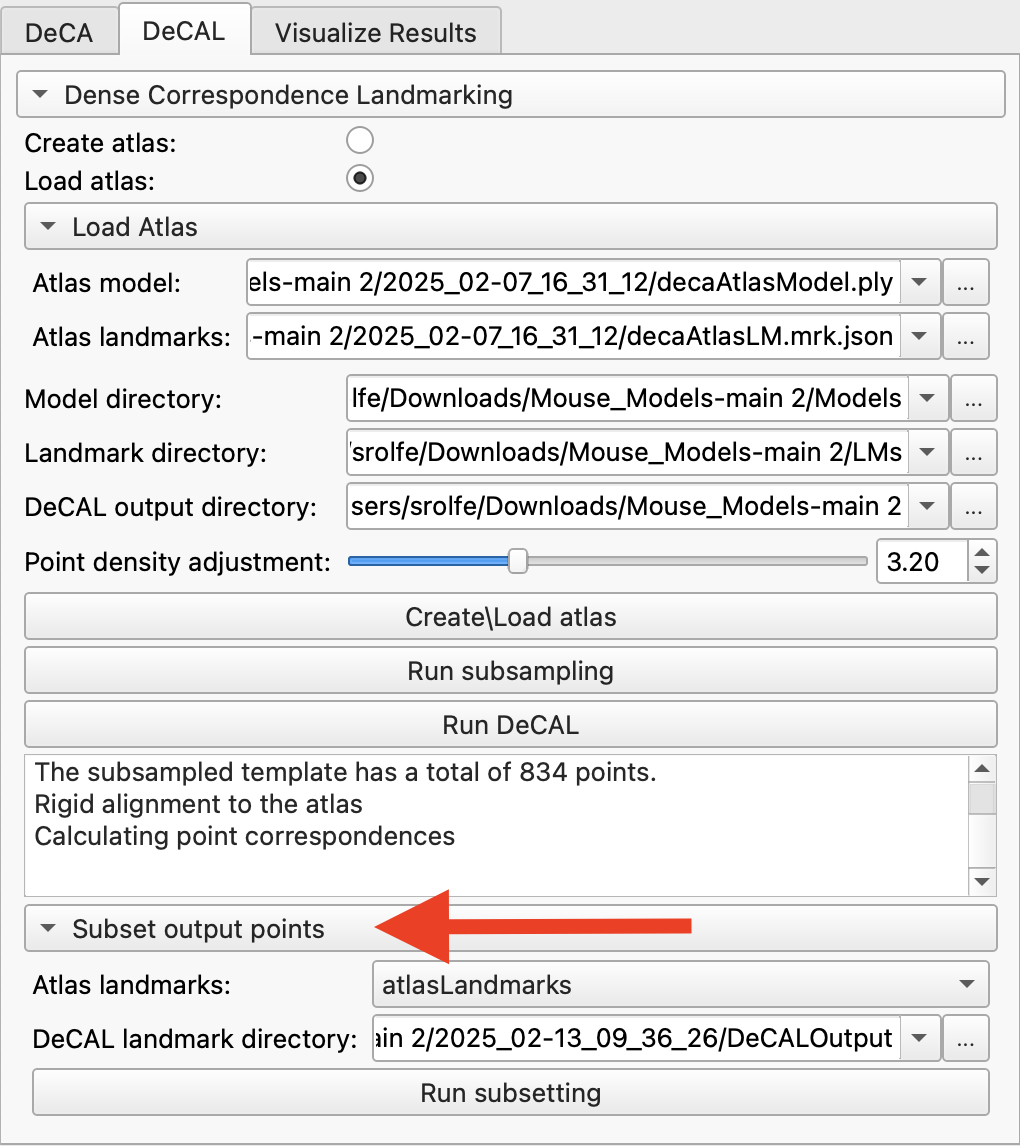 DeCA DeCAL Visualize Results
Dense Correspondence Landmarking
Create atlas:
Load atlas:
Load Atlas
Atlas model: els-main 2/2025_02-07_16_31_12/decaAtlasModel.ply ...
Atlas landmarks: -main 2/2025_02-07_16_31_12/decaAtlasLM.mrk.json ...
Model directory: lfe/Downloads/Mouse_Models-main 2/Models ...
Landmark directory: /srolfe/Downloads/Mouse_Models-main 2/LMs ...
DeCAL output directory: sers/srolfe/Downloads/Mouse_Models-main 2 ...
Point density adjustment: 3.20
Create\Load atlas
Run subsampling
Run DeCAL
The subsampled template has a total of 834 points.
Rigid alignment to the atlas
Calculating point correspondences
Subset output points
Atlas landmarks: atlasLandmarks
DeCAL landmark directory: ain 2/2025_02-13_09_36_26/DeCALOutput ...
Run subsetting